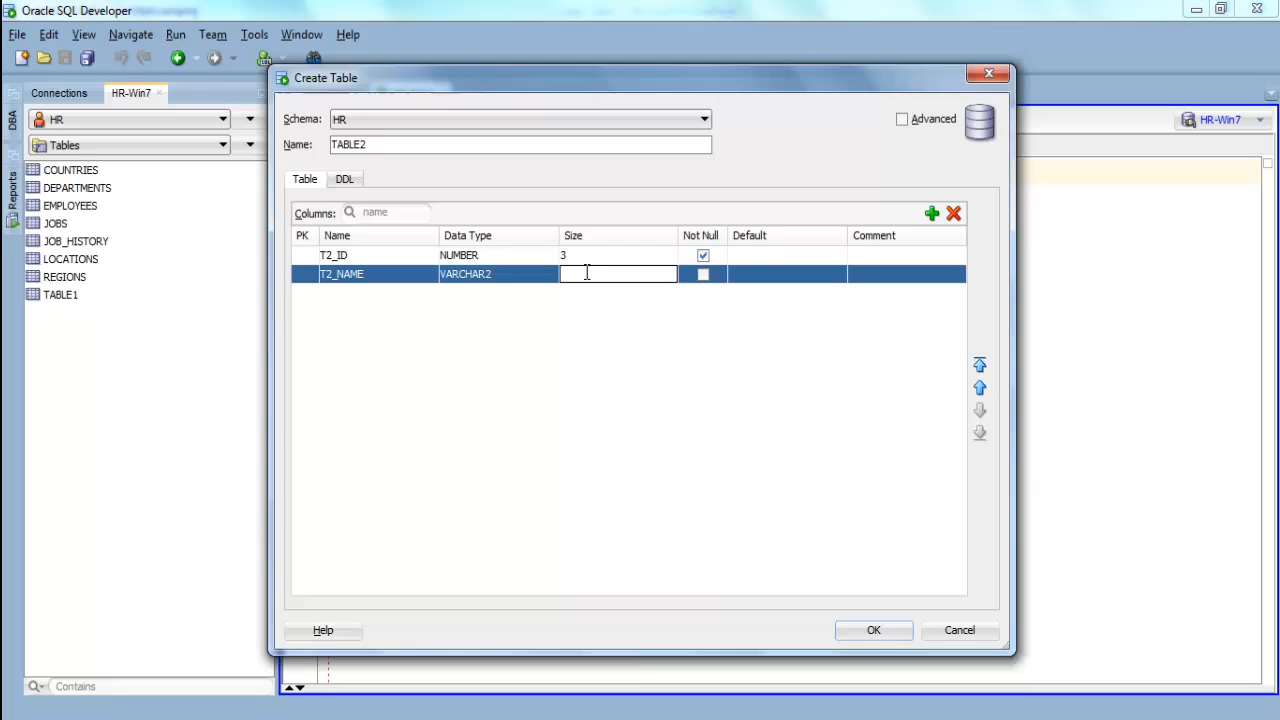 Oracle SQL Developer
File Edit View Navigate Run Team Tools Window Help
Connections HR-Win7
DBA
Reports
HR
Tables
COUNTRIES
DEPARTMENTS
EMPLOYEES
JOBS
JOB_HISTORY
LOCATIONS
REGIONS
TABLE1
Contains
Create Table
Schema: HR Advanced
Name: TABLE2
Table DDL
Columns: name
PK Name Data Type Size Not Null Default Comment
T2_ID NUMBER 3
T2_NAME VARCHAR2
Help OK Cancel
HR-Win7